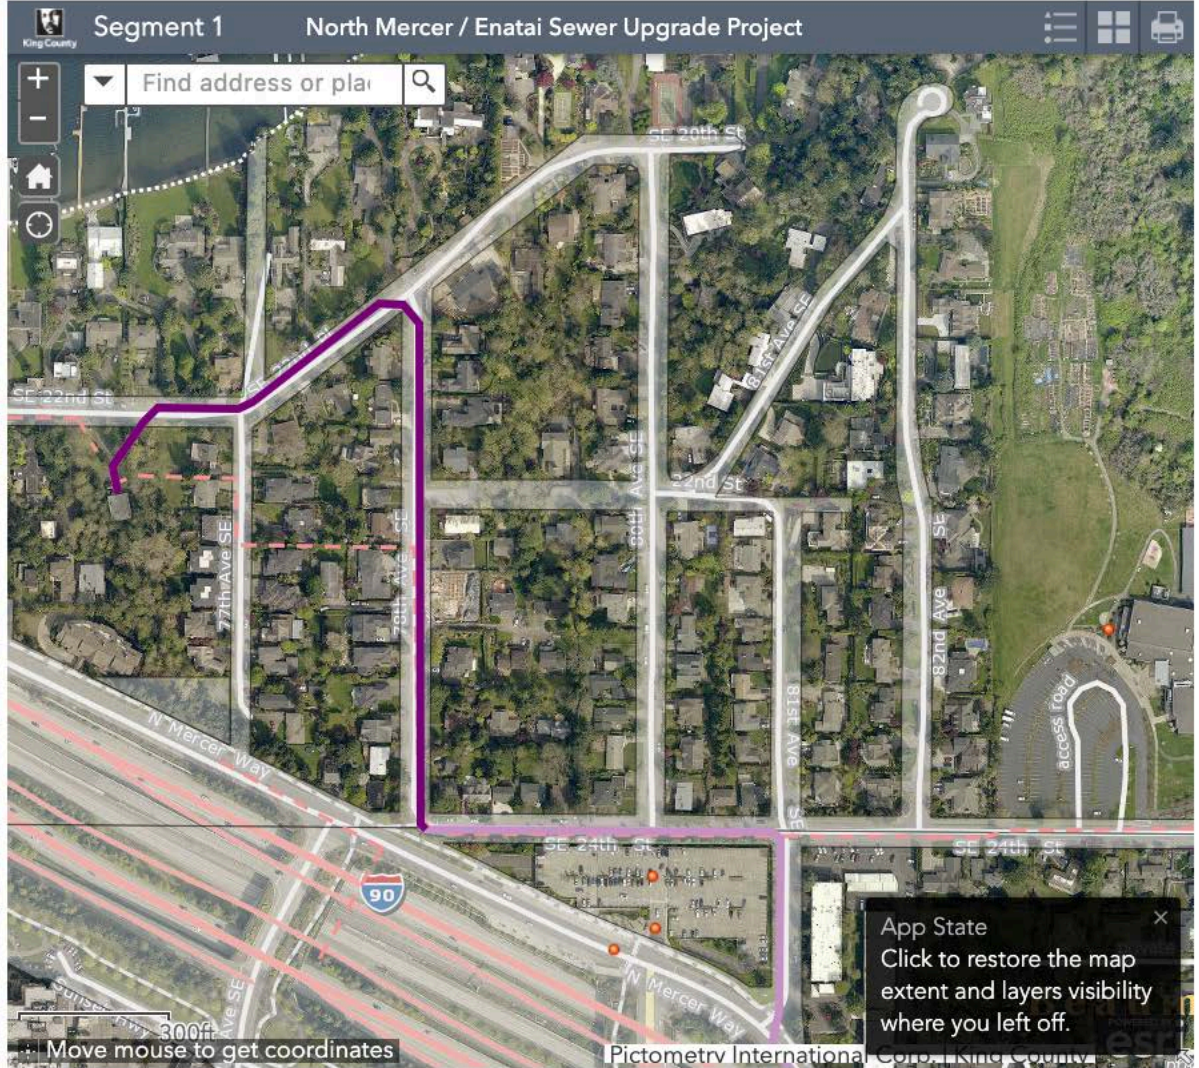 King County
Segment 1
North Mercer / Enatai Sewer Upgrade Project
+
Find address or pla
−
SE 20th St
81st Ave SE
SE 22nd St
22nd St
80th Ave SE
77th Ave SE
78th Ave
82nd Ave SE
81st Ave SE
access road
N Mercer Way
SE 24th St
SE 24th St
90
N Mercer Way
Ave SE
Sunset Hwy
300ft
App State
×
Click to restore the map
extent and layers visibility
where you left off.
Move mouse to get coordinates
Pictometry International Corp. | King County
esri